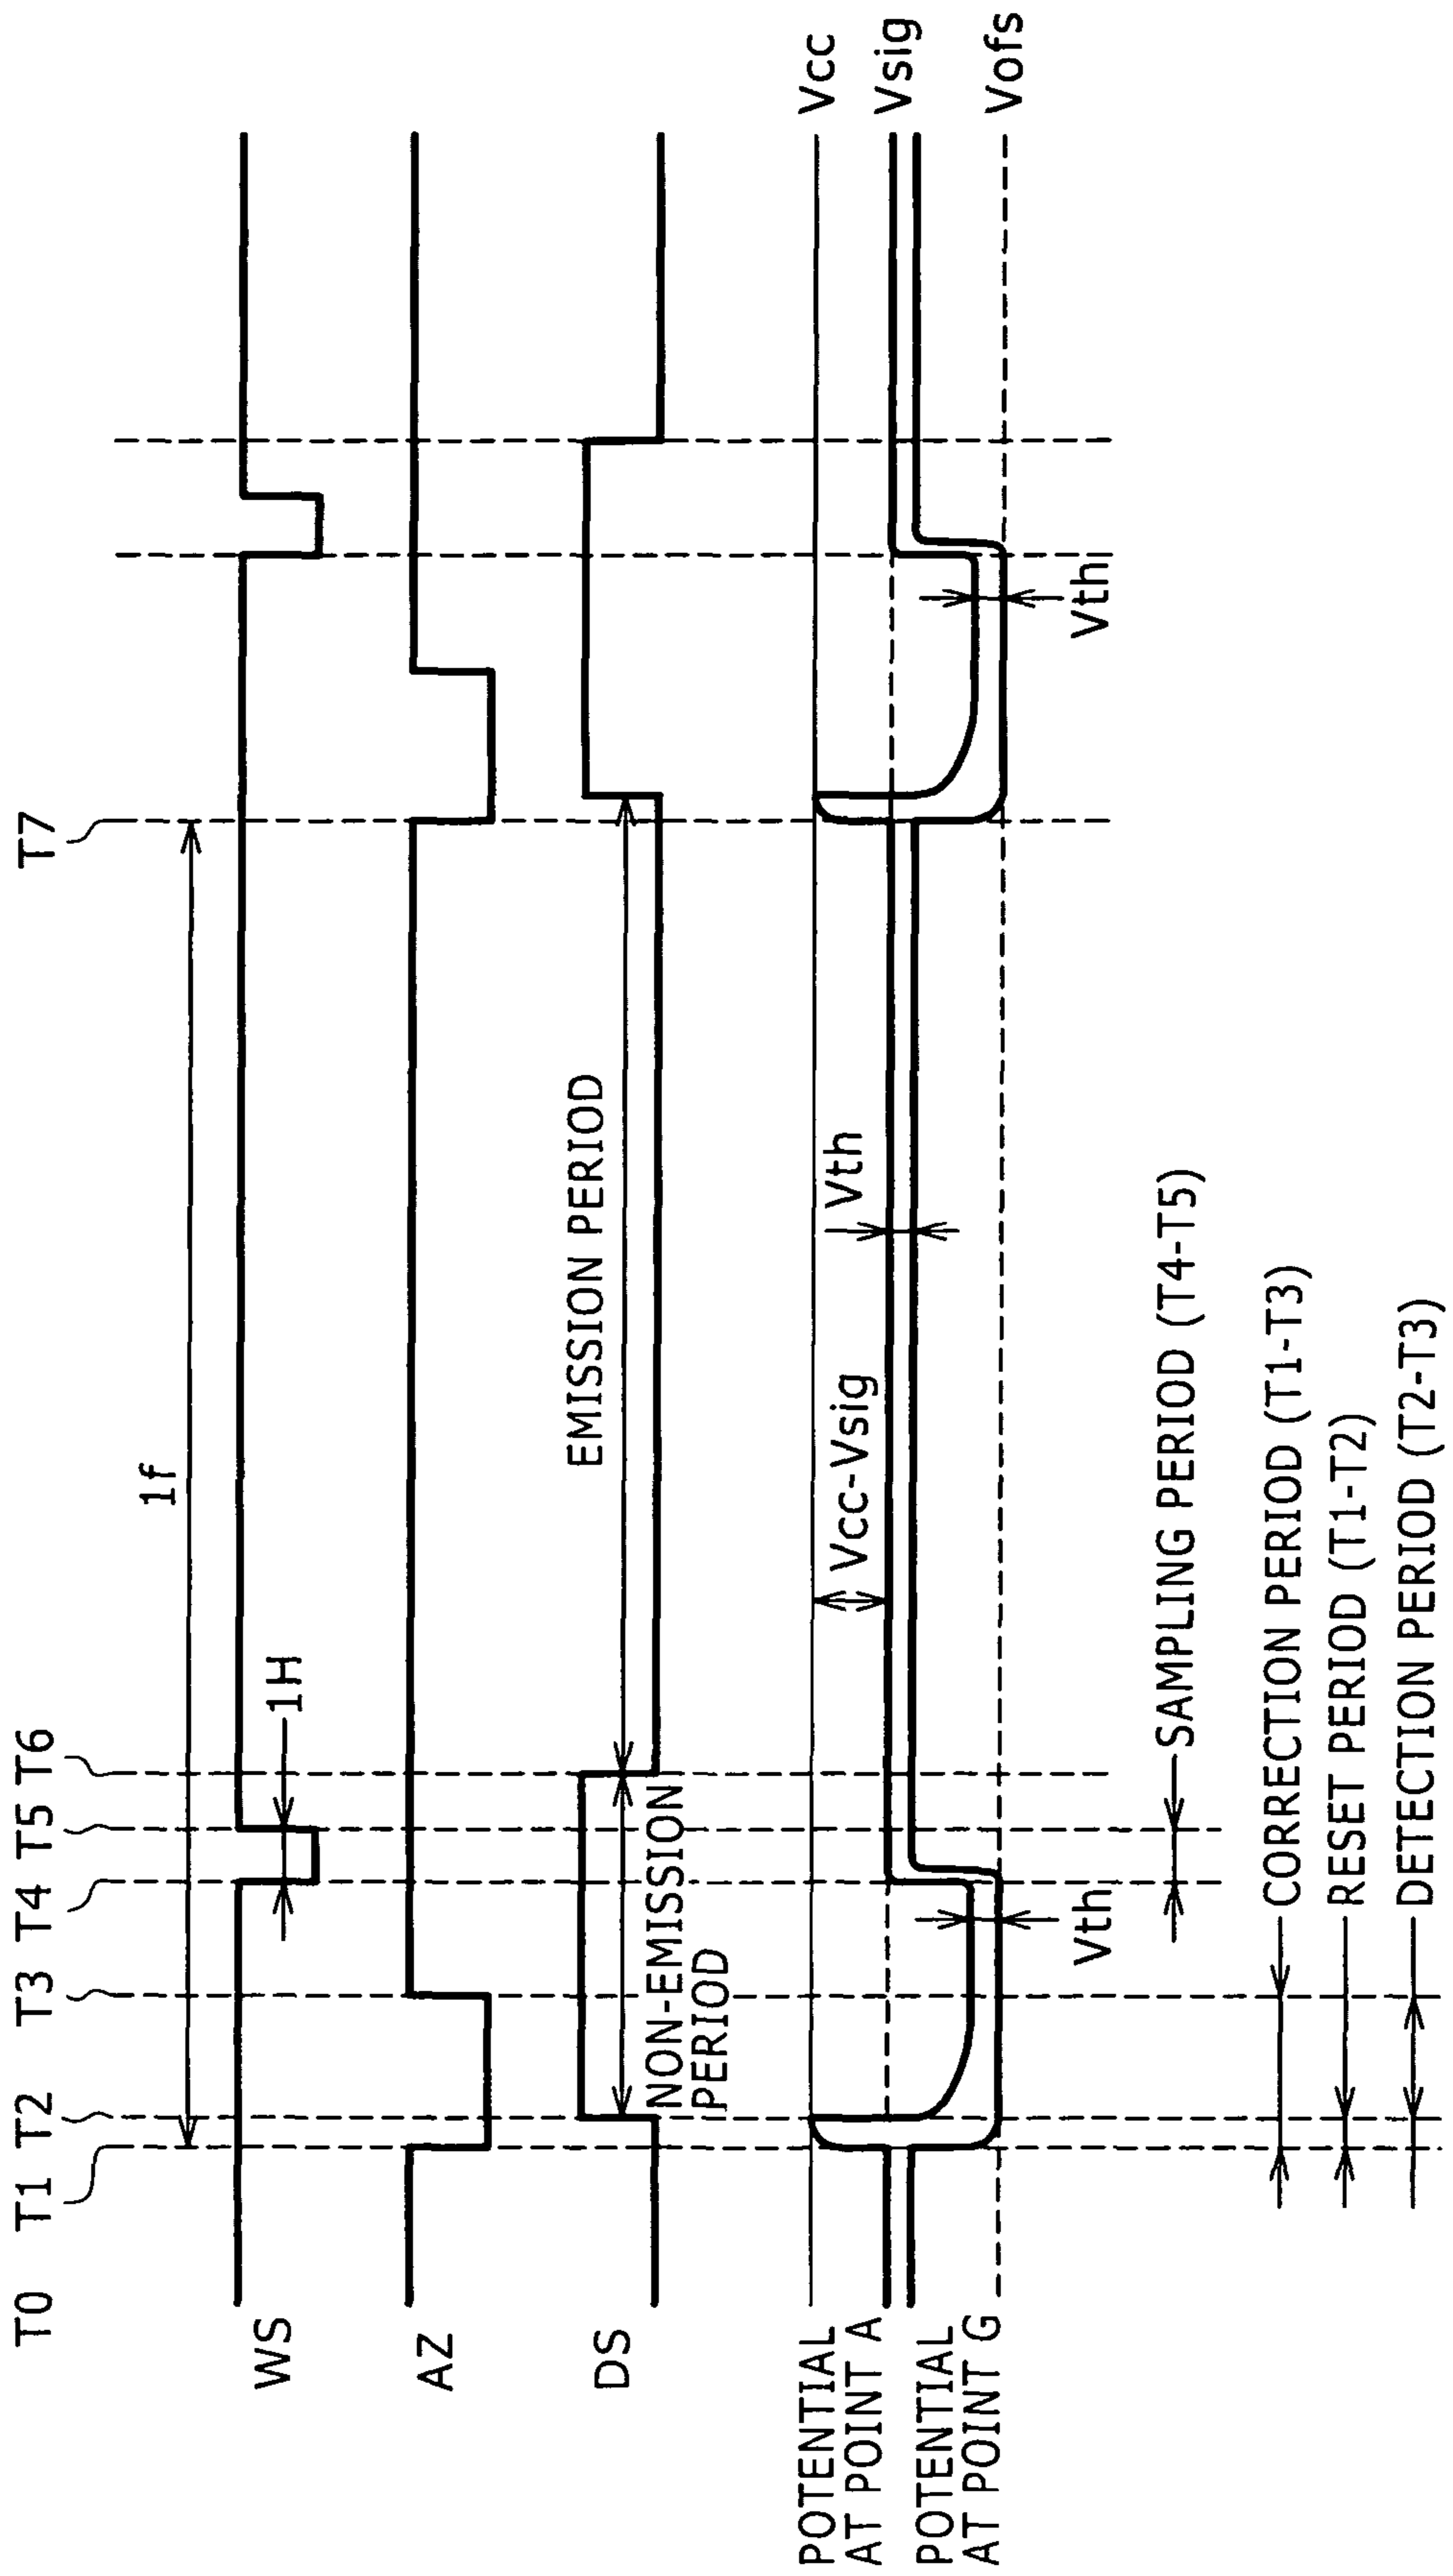 T0 T1 T2 T3 T4 T5 T6 T7
1f
WS
1H
AZ
DS
NON-EMISSION
PERIOD
EMISSION PERIOD
POTENTIAL
AT POINT A
POTENTIAL
AT POINT G
Vcc
Vsig
Vofs
Vcc-Vsig
Vth
Vth
Vth
SAMPLING PERIOD (T4-T5)
CORRECTION PERIOD (T1-T3)
RESET PERIOD (T1-T2)
DETECTION PERIOD (T2-T3)